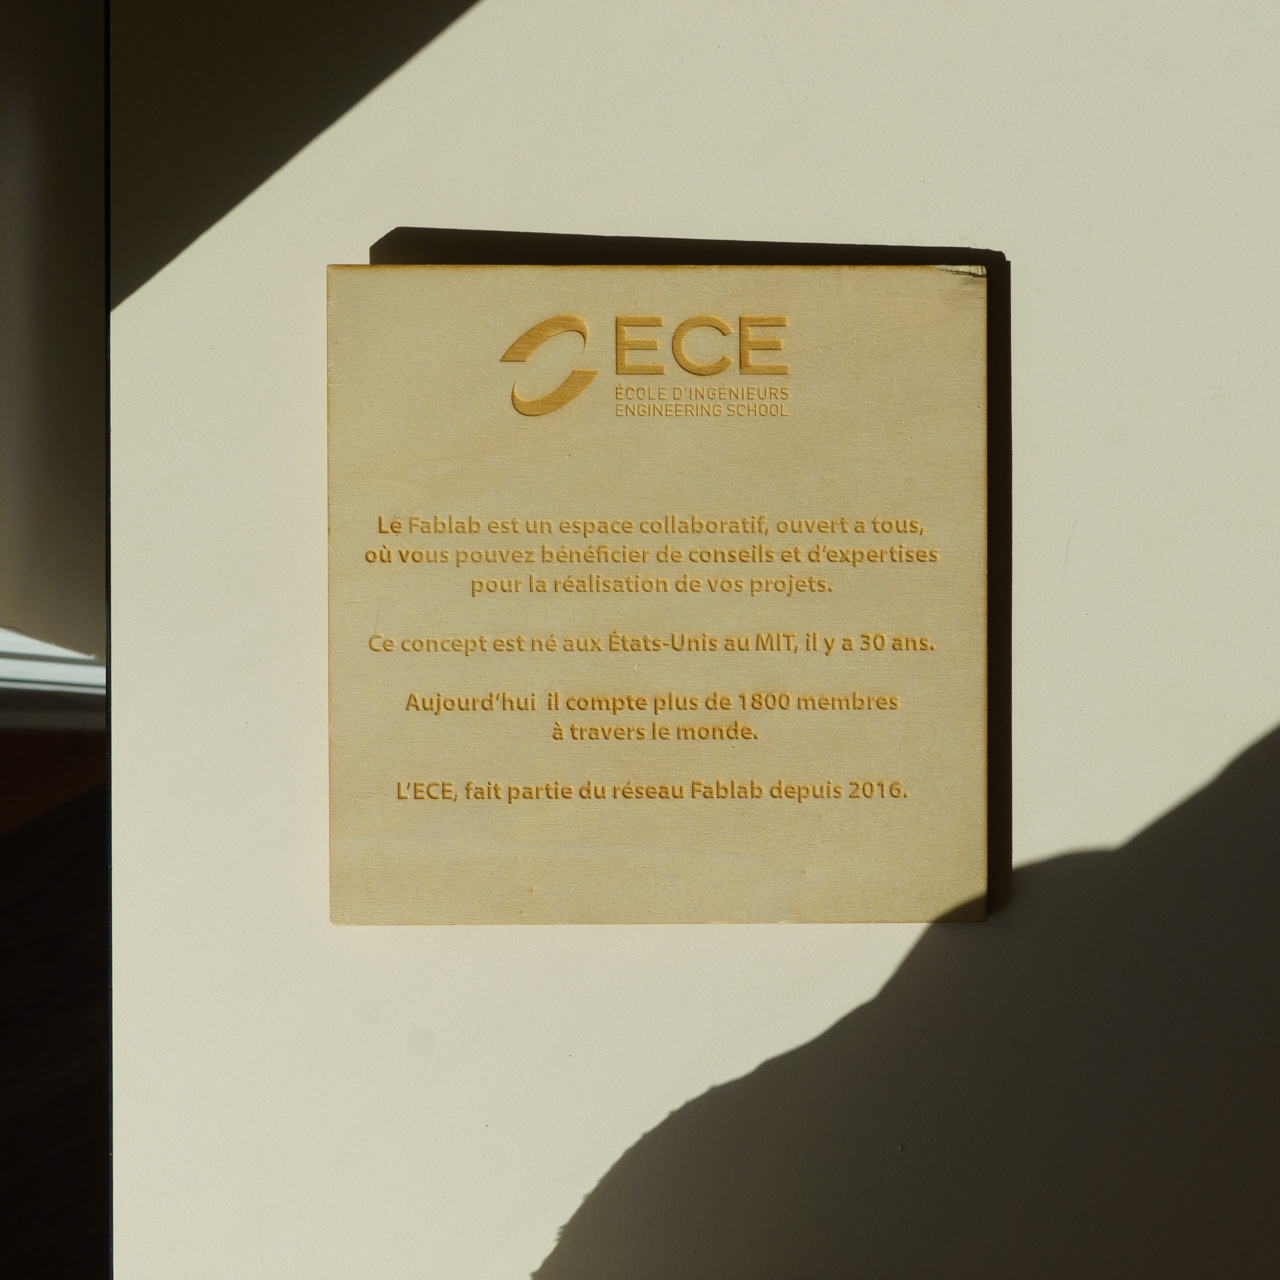 ECE
ÉCOLE D'INGÉNIEURS
ENGINEERING SCHOOL
Le Fablab est un espace collaboratif, ouvert a tous,
où vous pouvez bénéficier de conseils et d'expertises
pour la réalisation de vos projets.
Ce concept est né aux États-Unis au MIT, il y a 30 ans.
Aujourd'hui il compte plus de 1800 membres
à travers le monde.
L'ECE, fait partie du réseau Fablab depuis 2016.